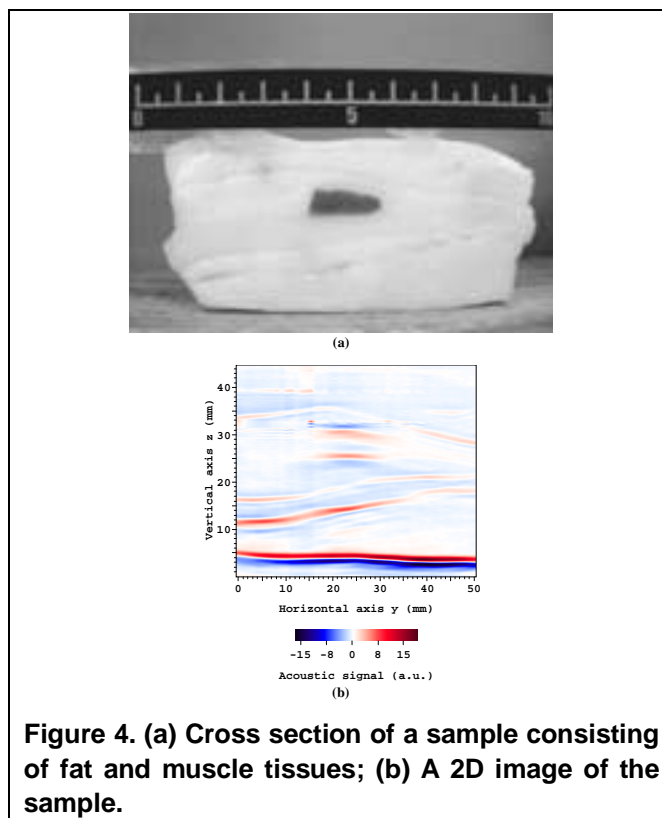 0 5 10
(a)
40
30
20
10
Vertical axis z (mm)
0 10 20 30 40 50
Horizontal axis y (mm)
-15 -8 0 8 15
Acoustic signal (a.u.)
(b)
Figure 4. (a) Cross section of a sample consisting
of fat and muscle tissues; (b) A 2D image of the
sample.